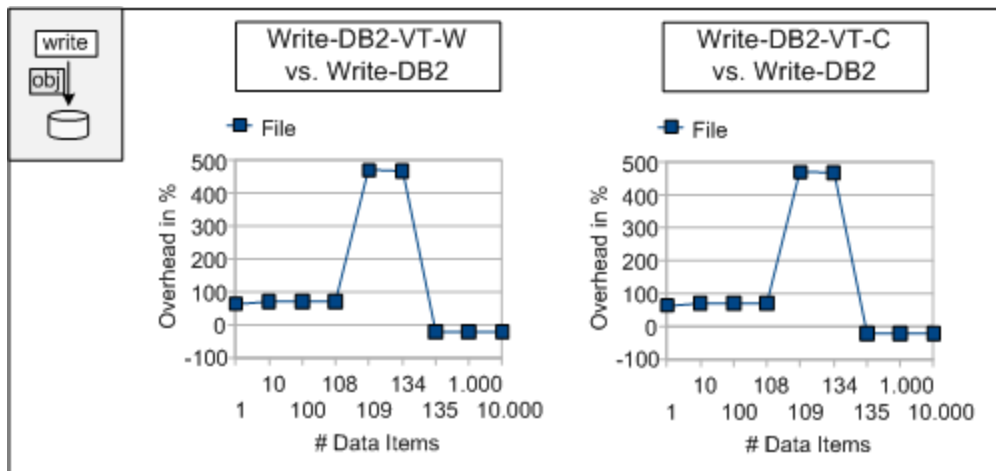 write
obj
Write-DB2-VT-W
vs. Write-DB2
File
Overhead in %
500
400
300
200
100
0
-100
10 108 134 1.000
1 100 109 135 10.000
# Data Items
Write-DB2-VT-C
vs. Write-DB2
File
Overhead in %
500
400
300
200
100
0
-100
10 108 134 1.000
1 100 109 135 10.000
# Data Items